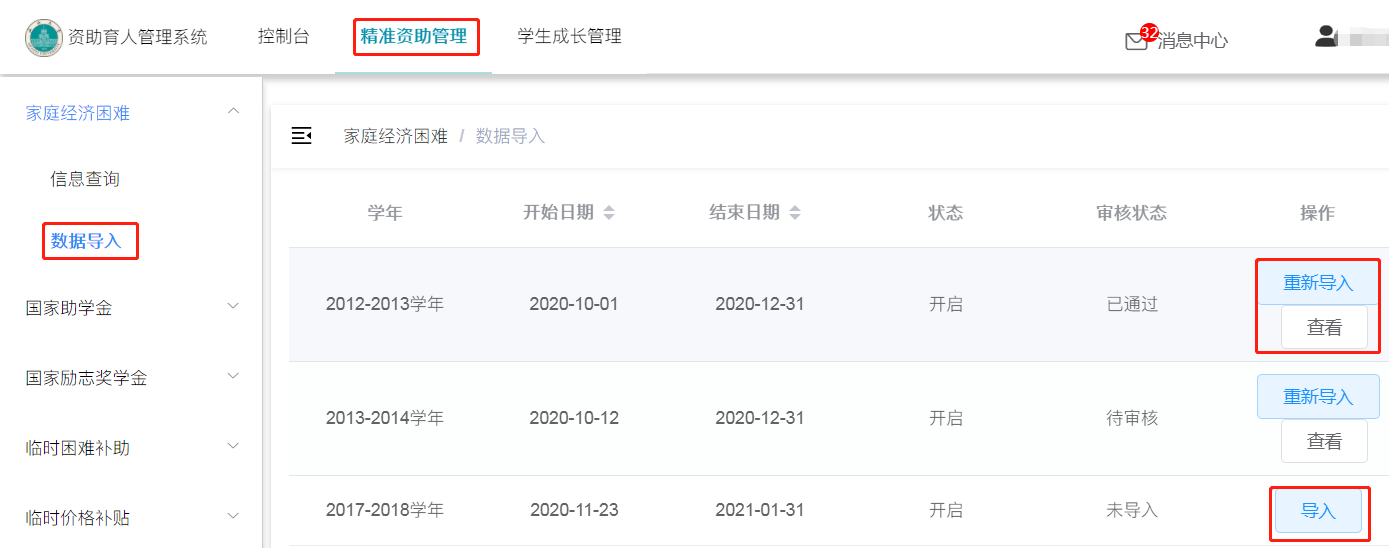 资助育人管理系统 控制台 精准资助管理 学生成长管理 32 消息中心
家庭经济困难
信息查询
数据导入
国家助学金
国家励志奖学金
临时困难补助
临时价格补贴
家庭经济困难 / 数据导入
学年 开始日期 结束日期 状态 审核状态 操作
2012-2013学年 2020-10-01 2020-12-31 开启 已通过 重新导入
查看
2013-2014学年 2020-10-12 2020-12-31 开启 待审核 重新导入
查看
2017-2018学年 2020-11-23 2021-01-31 开启 未导入 导入